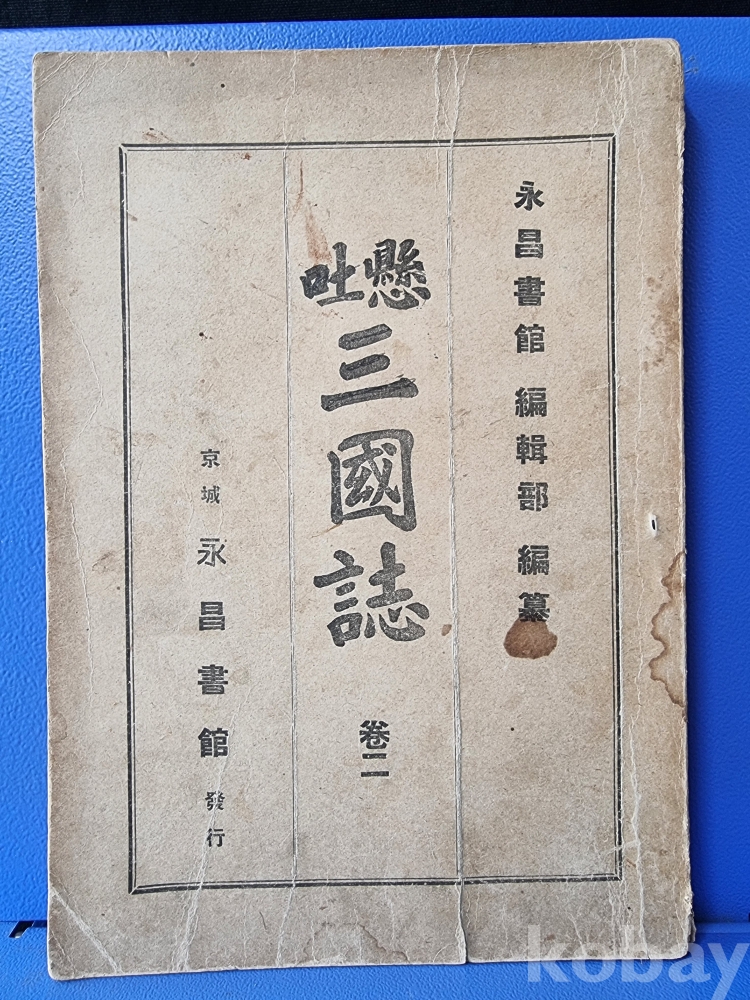 永昌書館 編輯部 編纂
懸吐
三國誌
卷二
京城 永昌書館 發行
kobay